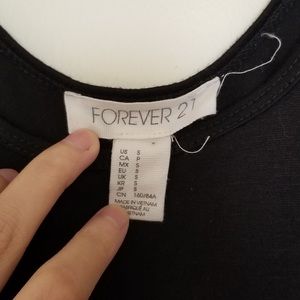 FOREVER 21
US S
CA P
MX S
EU S
UK S
KR S
JP S
CN 160/84A
MADE IN VIETNAM
FABRIQUÉ AU
VIETNAM